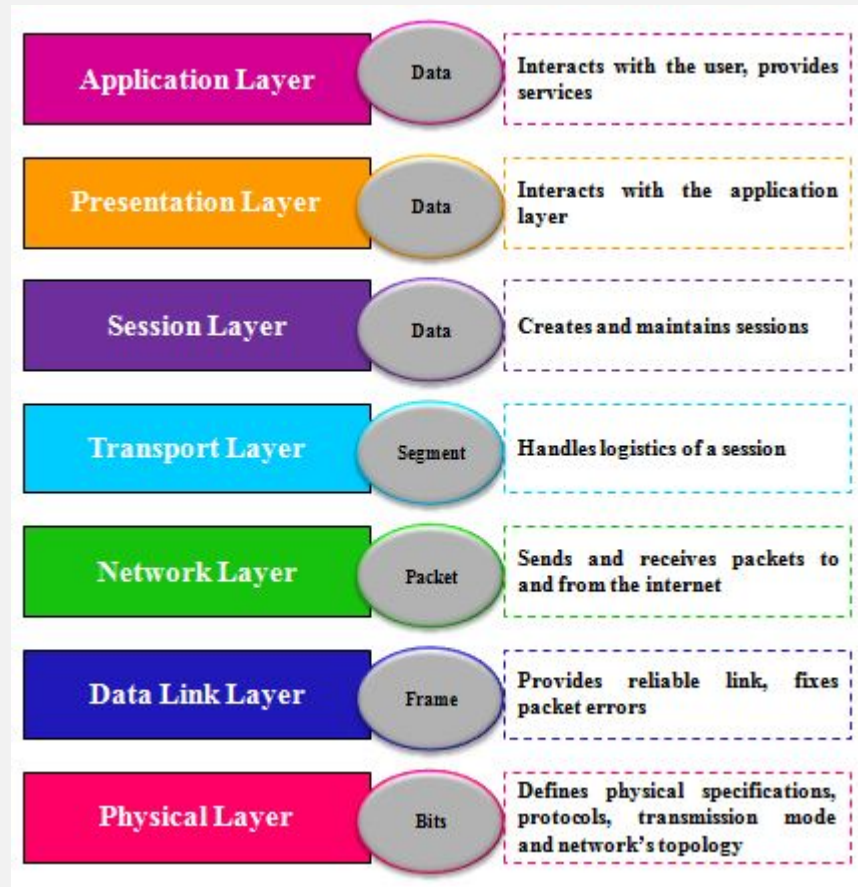 Application Layer
Data
Interacts with the user, provides
services
Presentation Layer
Data
Interacts with the application
layer
Session Layer
Data
Creates and maintains sessions
Transport Layer
Segment
Handles logistics of a session
Network Layer
Packet
Sends and receives packets to
and from the internet
Data Link Layer
Frame
Provides reliable link, fixes
packet errors
Physical Layer
Bits
Defines physical specifications,
protocols, transmission mode
and network's topology